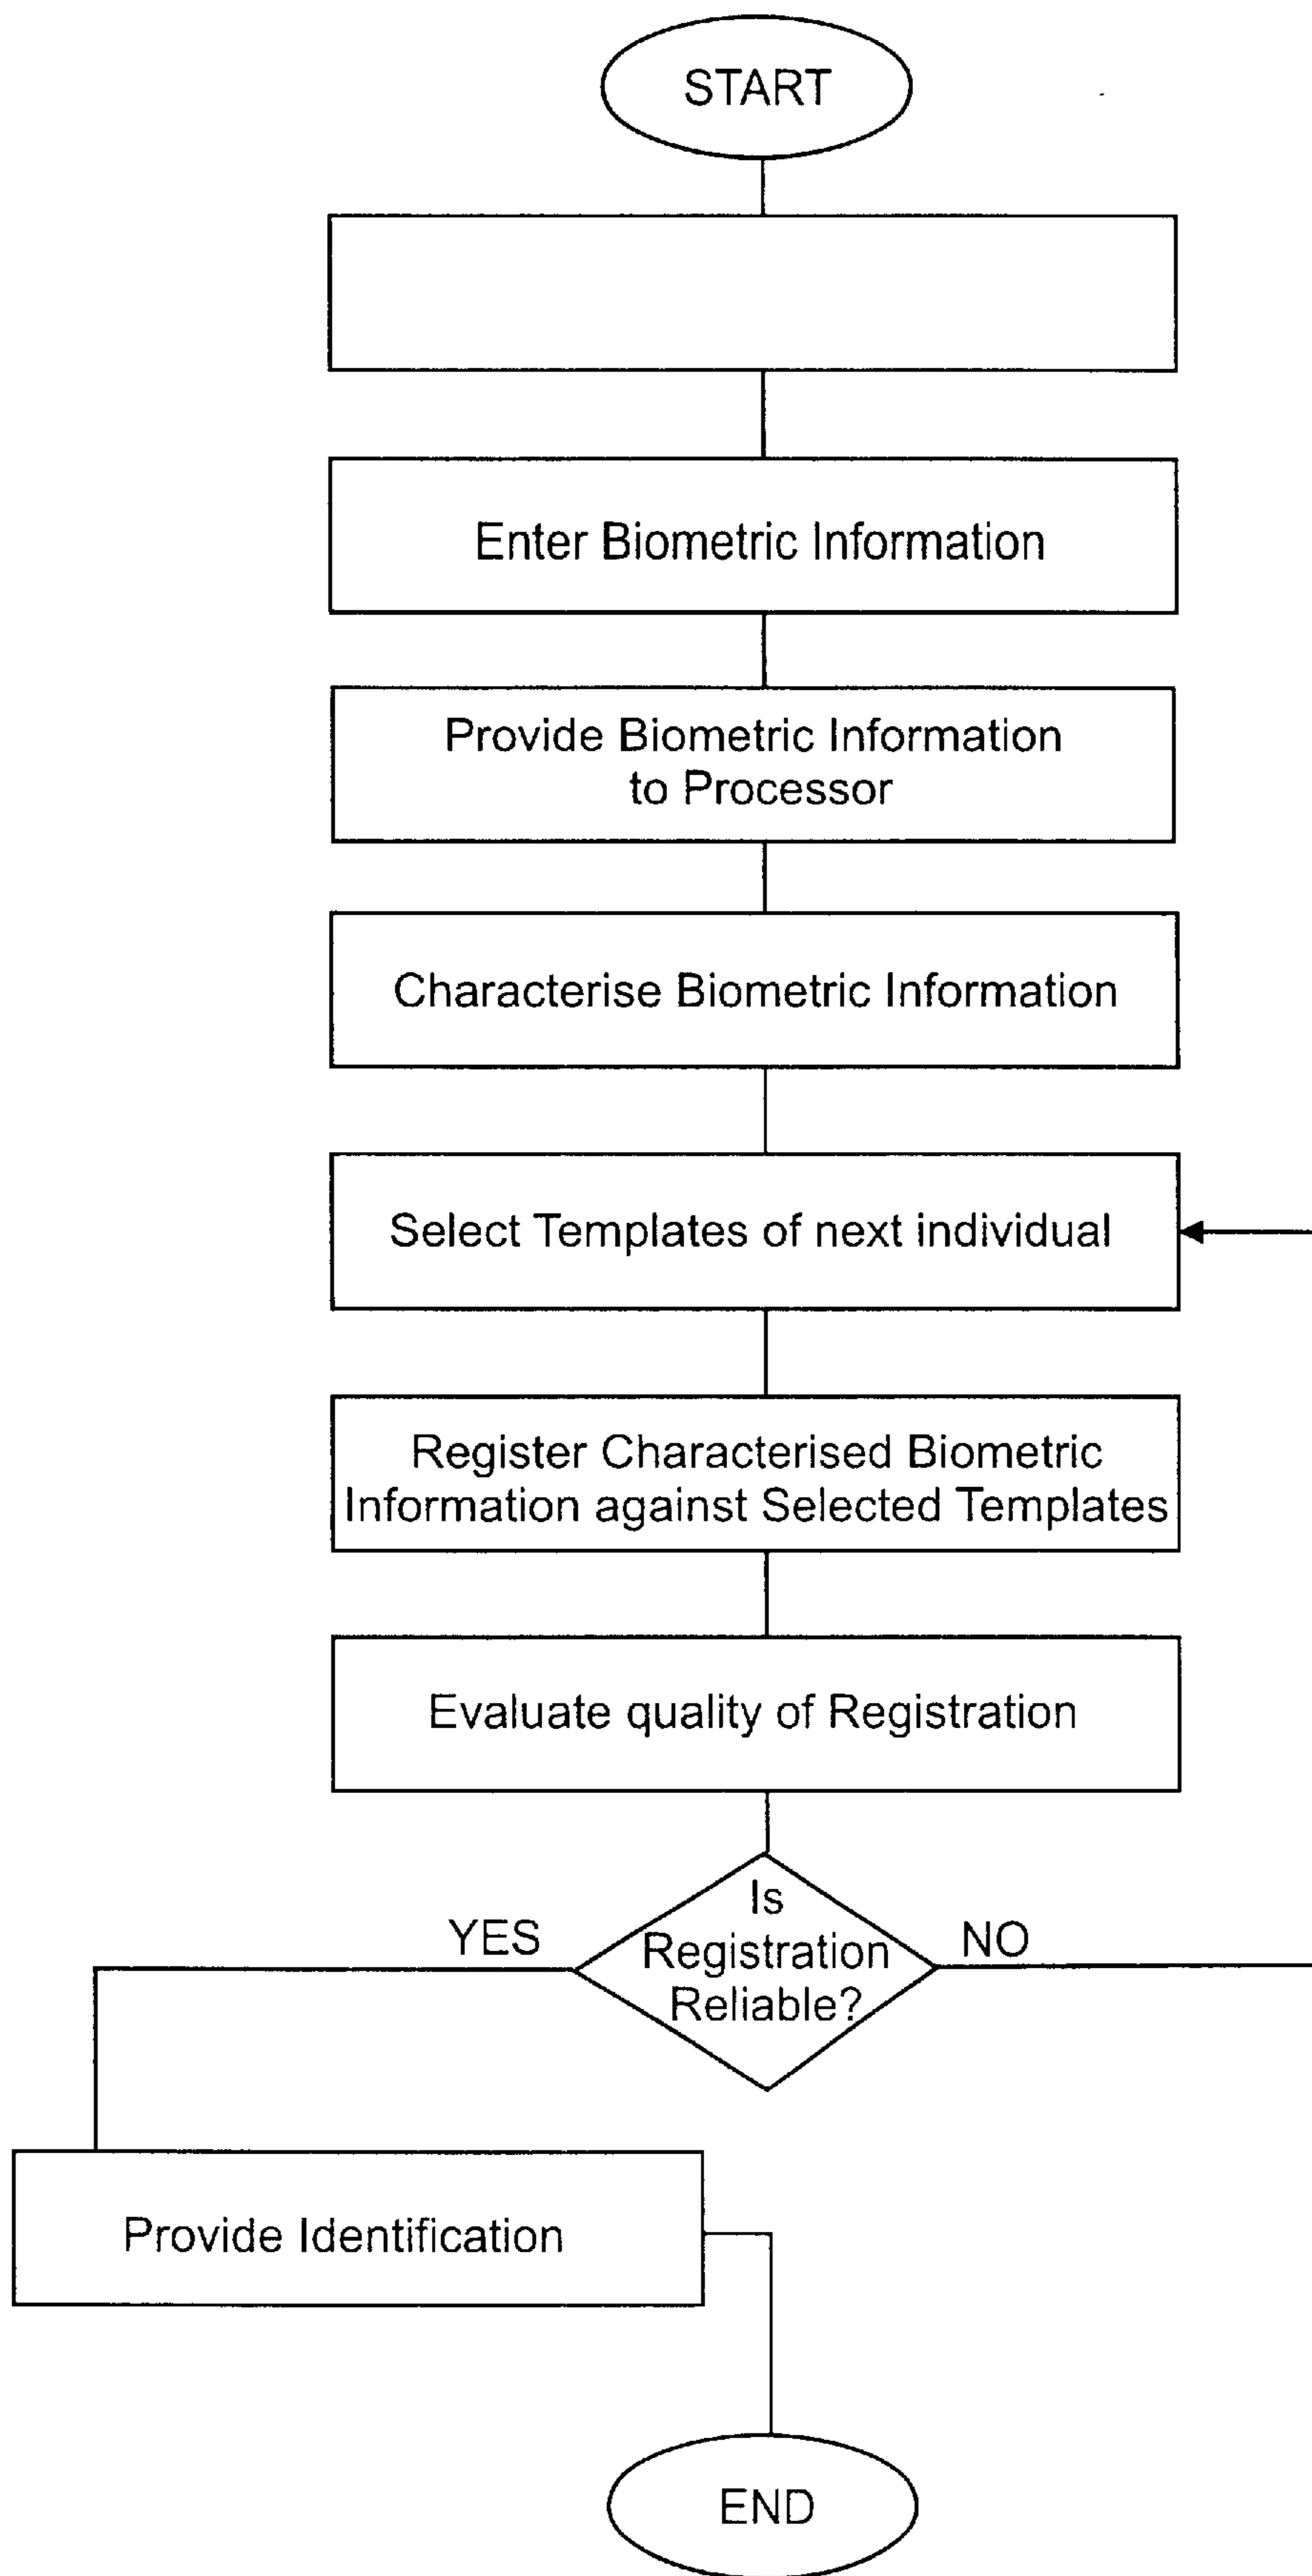 START
Enter Biometric Information
Provide Biometric Information
to Processor
Characterise Biometric Information
Select Templates of next individual
Register Characterised Biometric
Information against Selected Templates
Evaluate quality of Registration
Is
Registration
Reliable?
YES
NO
Provide Identification
END